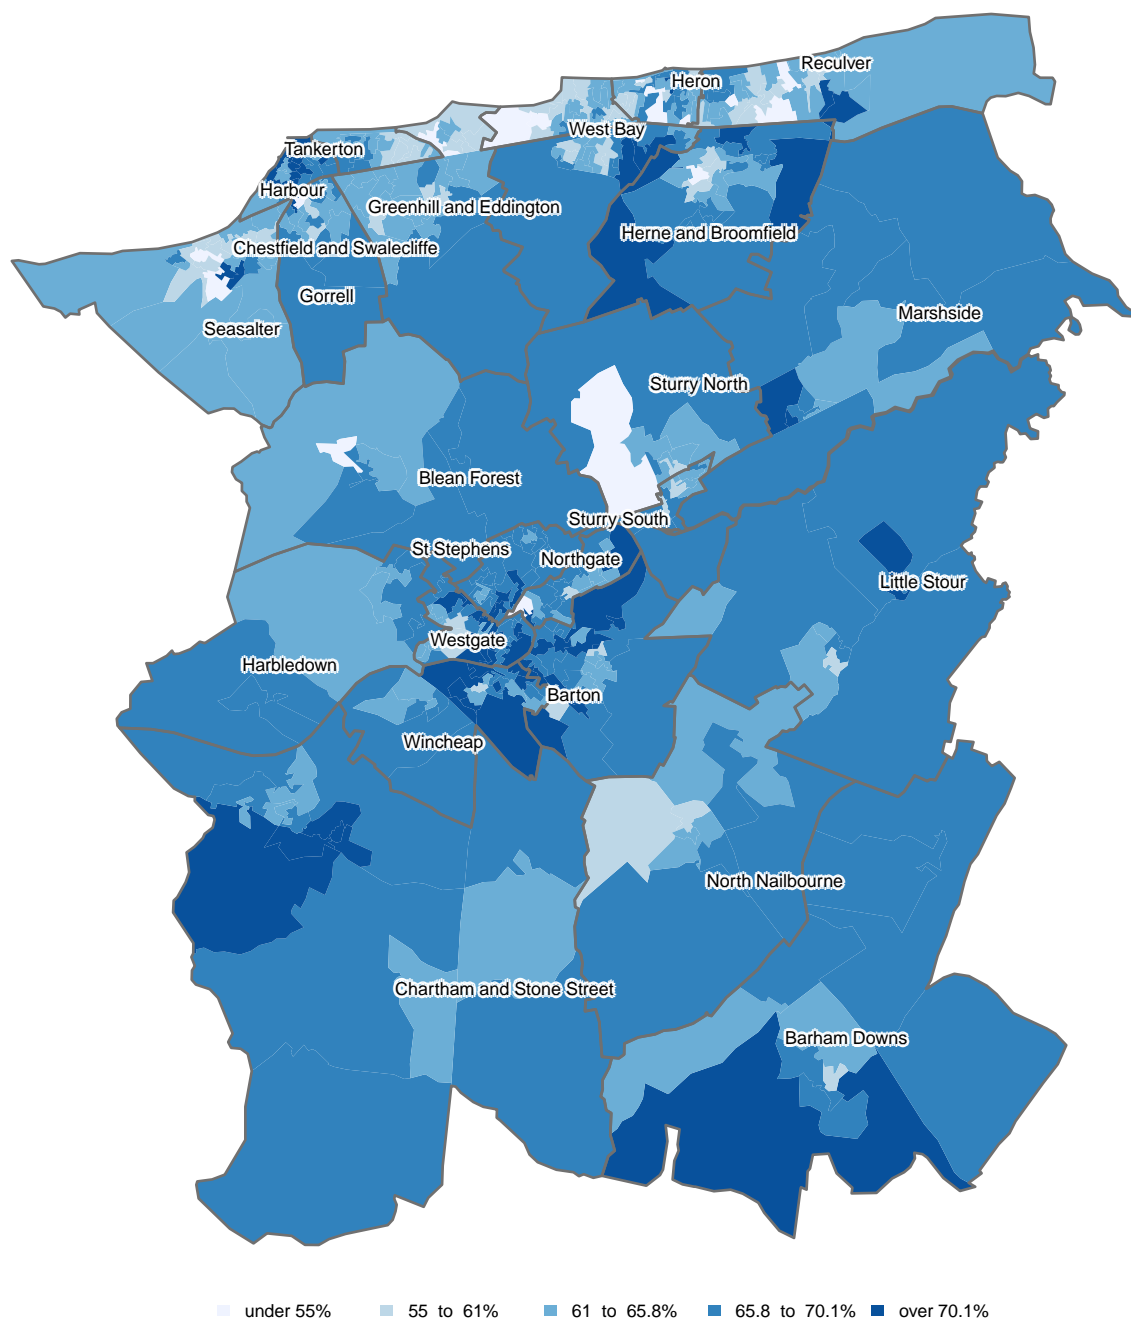 Reculver
Heron
West Bay
Tankerton
Harbour
Greenhill and Eddington
Herne and Broomfield
Chestfield and Swalecliffe
Gorrell
Marshside
Seasalter
Sturry North
Blean Forest
Sturry South
St Stephens
Northgate
Little Stour
Westgate
Harbledown
Barton
Wincheap
North Nailbourne
Chartham and Stone Street
Barham Downs
under 55% 55 to 61% 61 to 65.8% 65.8 to 70.1% over 70.1%